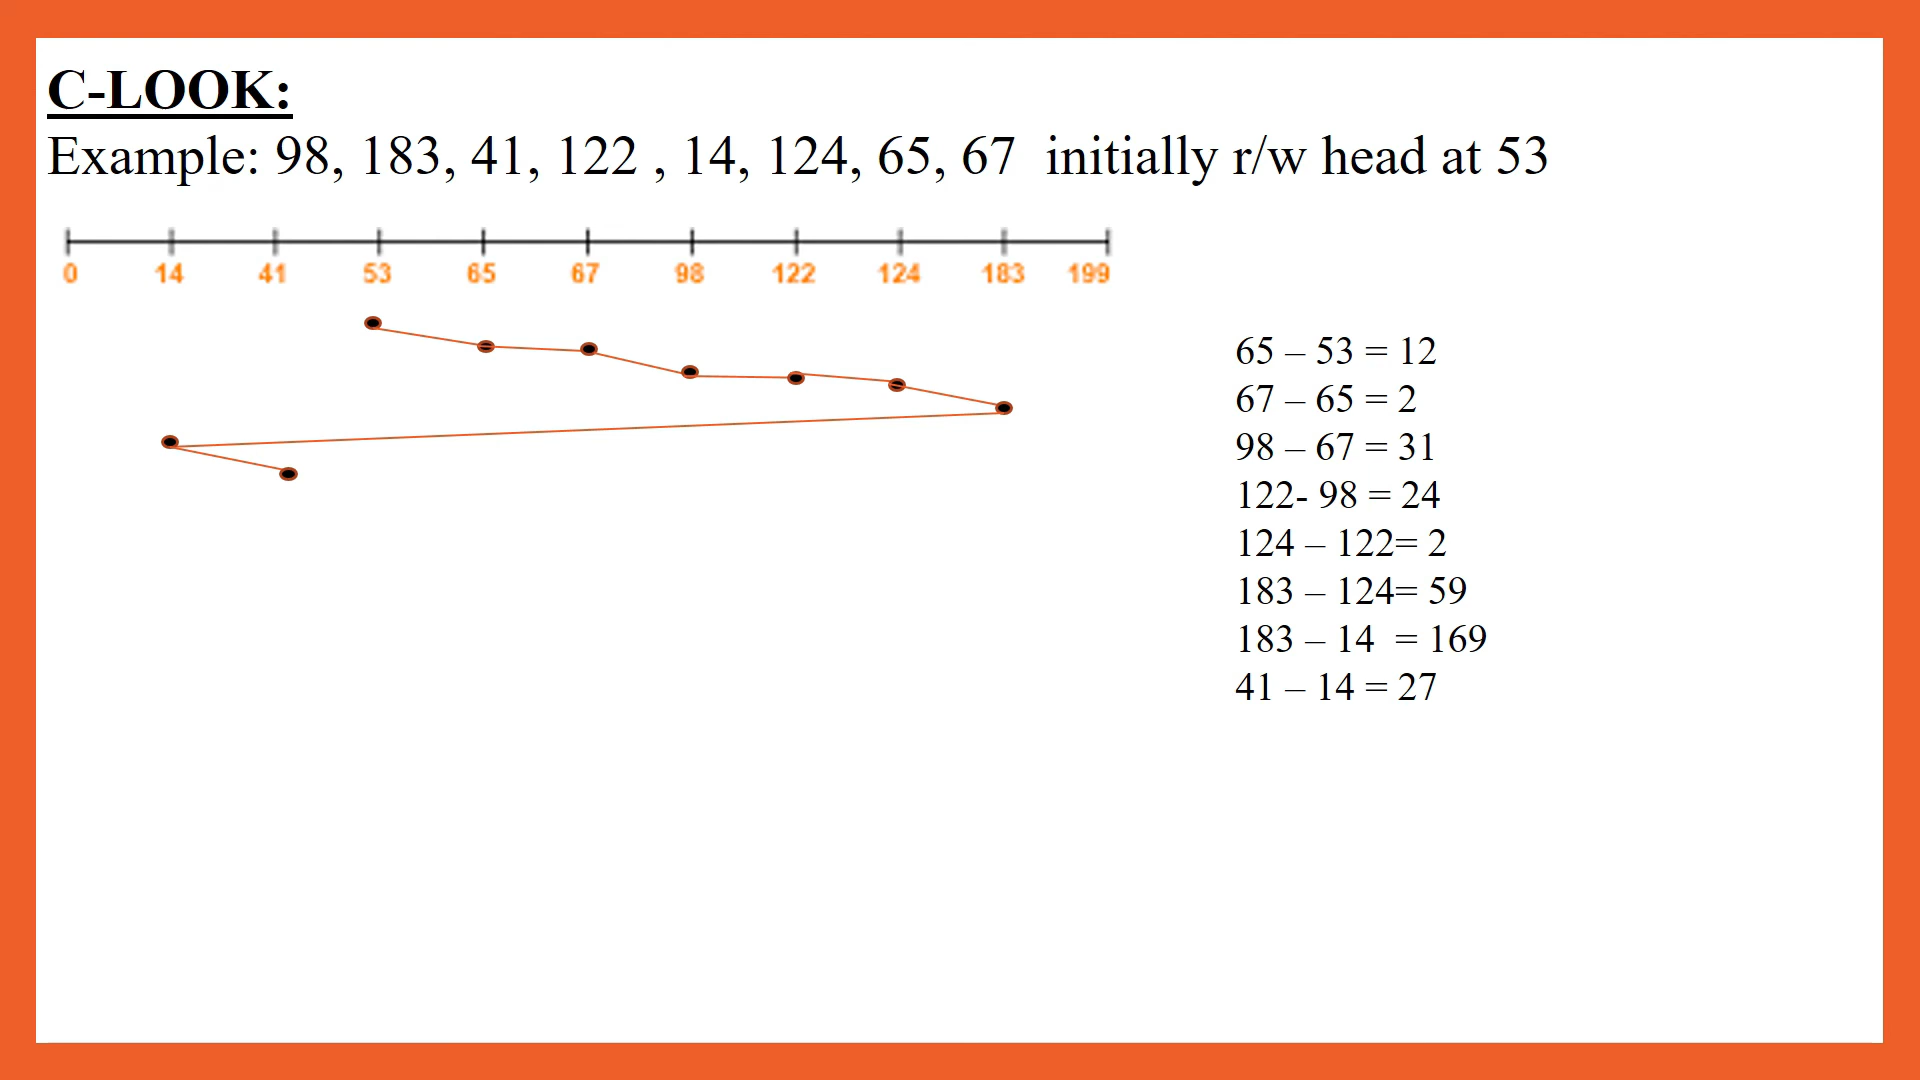 C-LOOK:
Example: 98, 183, 41, 122 , 14, 124, 65, 67  initially r/w head at 53
0 14 41 53 65 67 98 122 124 183 199
65 – 53 = 12
67 – 65 = 2
98 – 67 = 31
122- 98 = 24
124 – 122= 2
183 – 124= 59
183 – 14  = 169
41 – 14 = 27